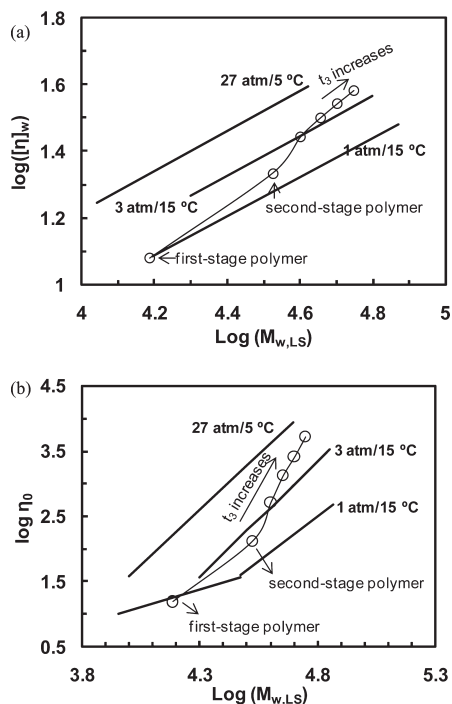 (a)
1.8
1.6
1.4
1.2
1
log([η]w)
27 atm/5 ºC
t3 increases
1 atm/15 ºC
3 atm/15 ºC
second-stage polymer
first-stage polymer
4 4.2 4.4 4.6 4.8 5
Log (Mw,LS)
(b)
4.5
3.5
2.5
1.5
0.5
log η0
27 atm/5 ºC
t3 increases
3 atm/15 ºC
1 atm/15 ºC
second-stage polymer
first-stage polymer
3.8 4.3 4.8 5.3
Log (Mw,LS)